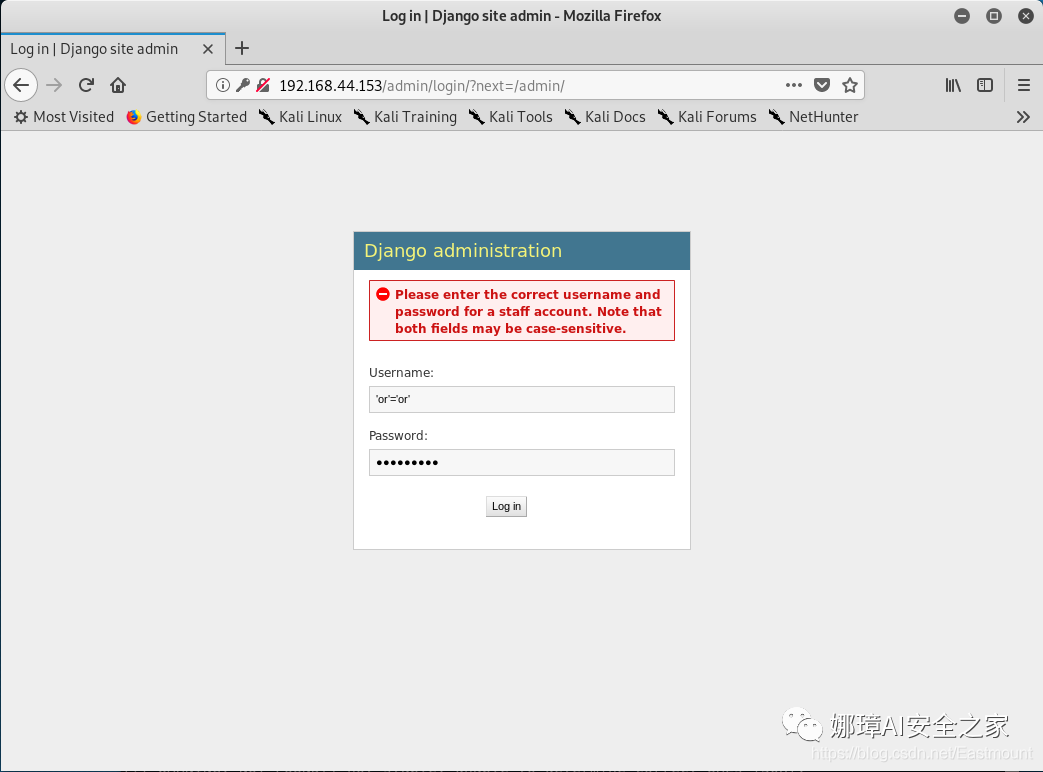 Log in | Django site admin - Mozilla Firefox
Log in | Django site admin
192.168.44.153/admin/login/?next=/admin/
Most Visited Getting Started Kali Linux Kali Training Kali Tools Kali Docs Kali Forums NetHunter
Django administration
Please enter the correct username and
password for a staff account. Note that
both fields may be case-sensitive.
Username:
'or'='or'
Password:
Log in
娜璋AI安全之家
https://blog.csdn.net/Eastmount